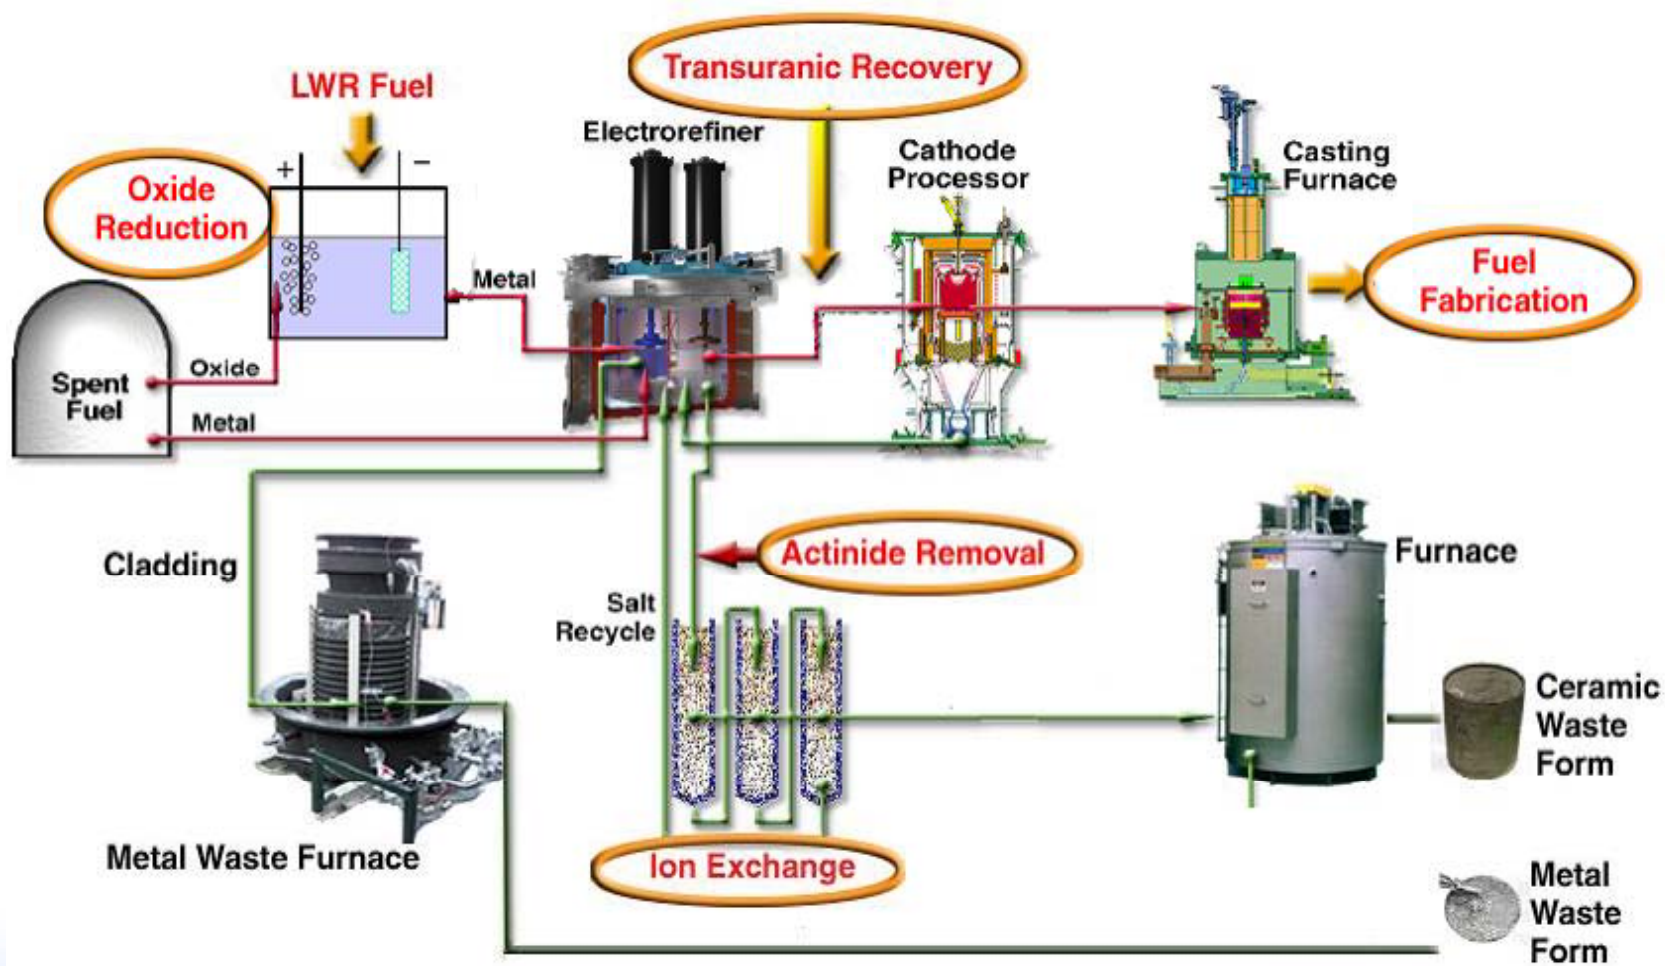 Transuranic Recovery
LWR Fuel
Electrorefiner
Cathode
Processor
Casting
Furnace
+
−
Oxide
Reduction
Metal
Fuel
Fabrication
Spent
Fuel
Oxide
Metal
Cladding
Actinide Removal
Furnace
Salt
Recycle
Ceramic
Waste
Form
Metal Waste Furnace
Ion Exchange
Metal
Waste
Form